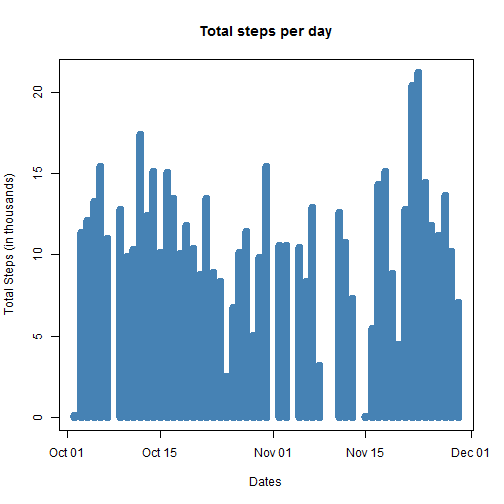 Total steps per day
Total Steps (in thousands)
20
15
10
5
0
Oct 01
Oct 15
Nov 01
Nov 15
Dec 01
Dates